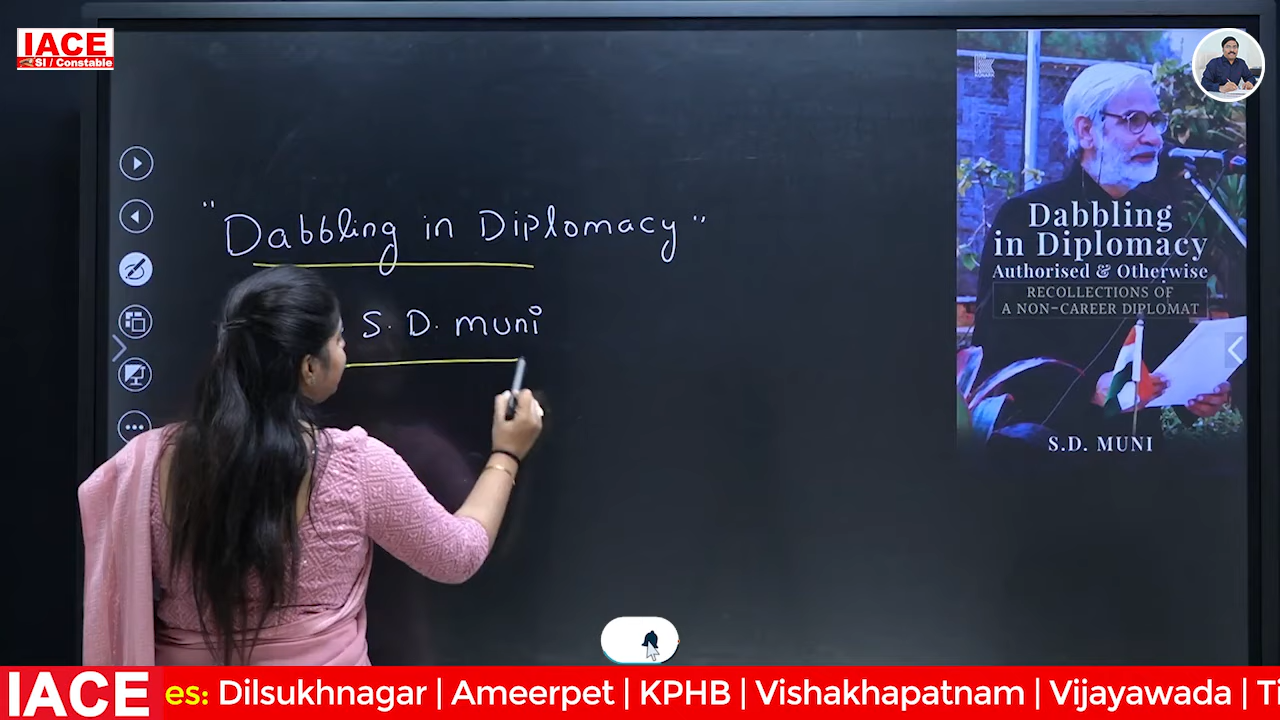 IACE
SI / Constable
"Dabbling in Diplomacy"
S. D. muni
Dabbling
in Diplomacy
Authorised & Otherwise
RECOLLECTIONS OF
A NON-CAREER DIPLOMAT
S.D. MUNI
IACE es: Dilsukhnagar | Ameerpet | KPHB | Vishakhapatnam | Vijayawada | Ti